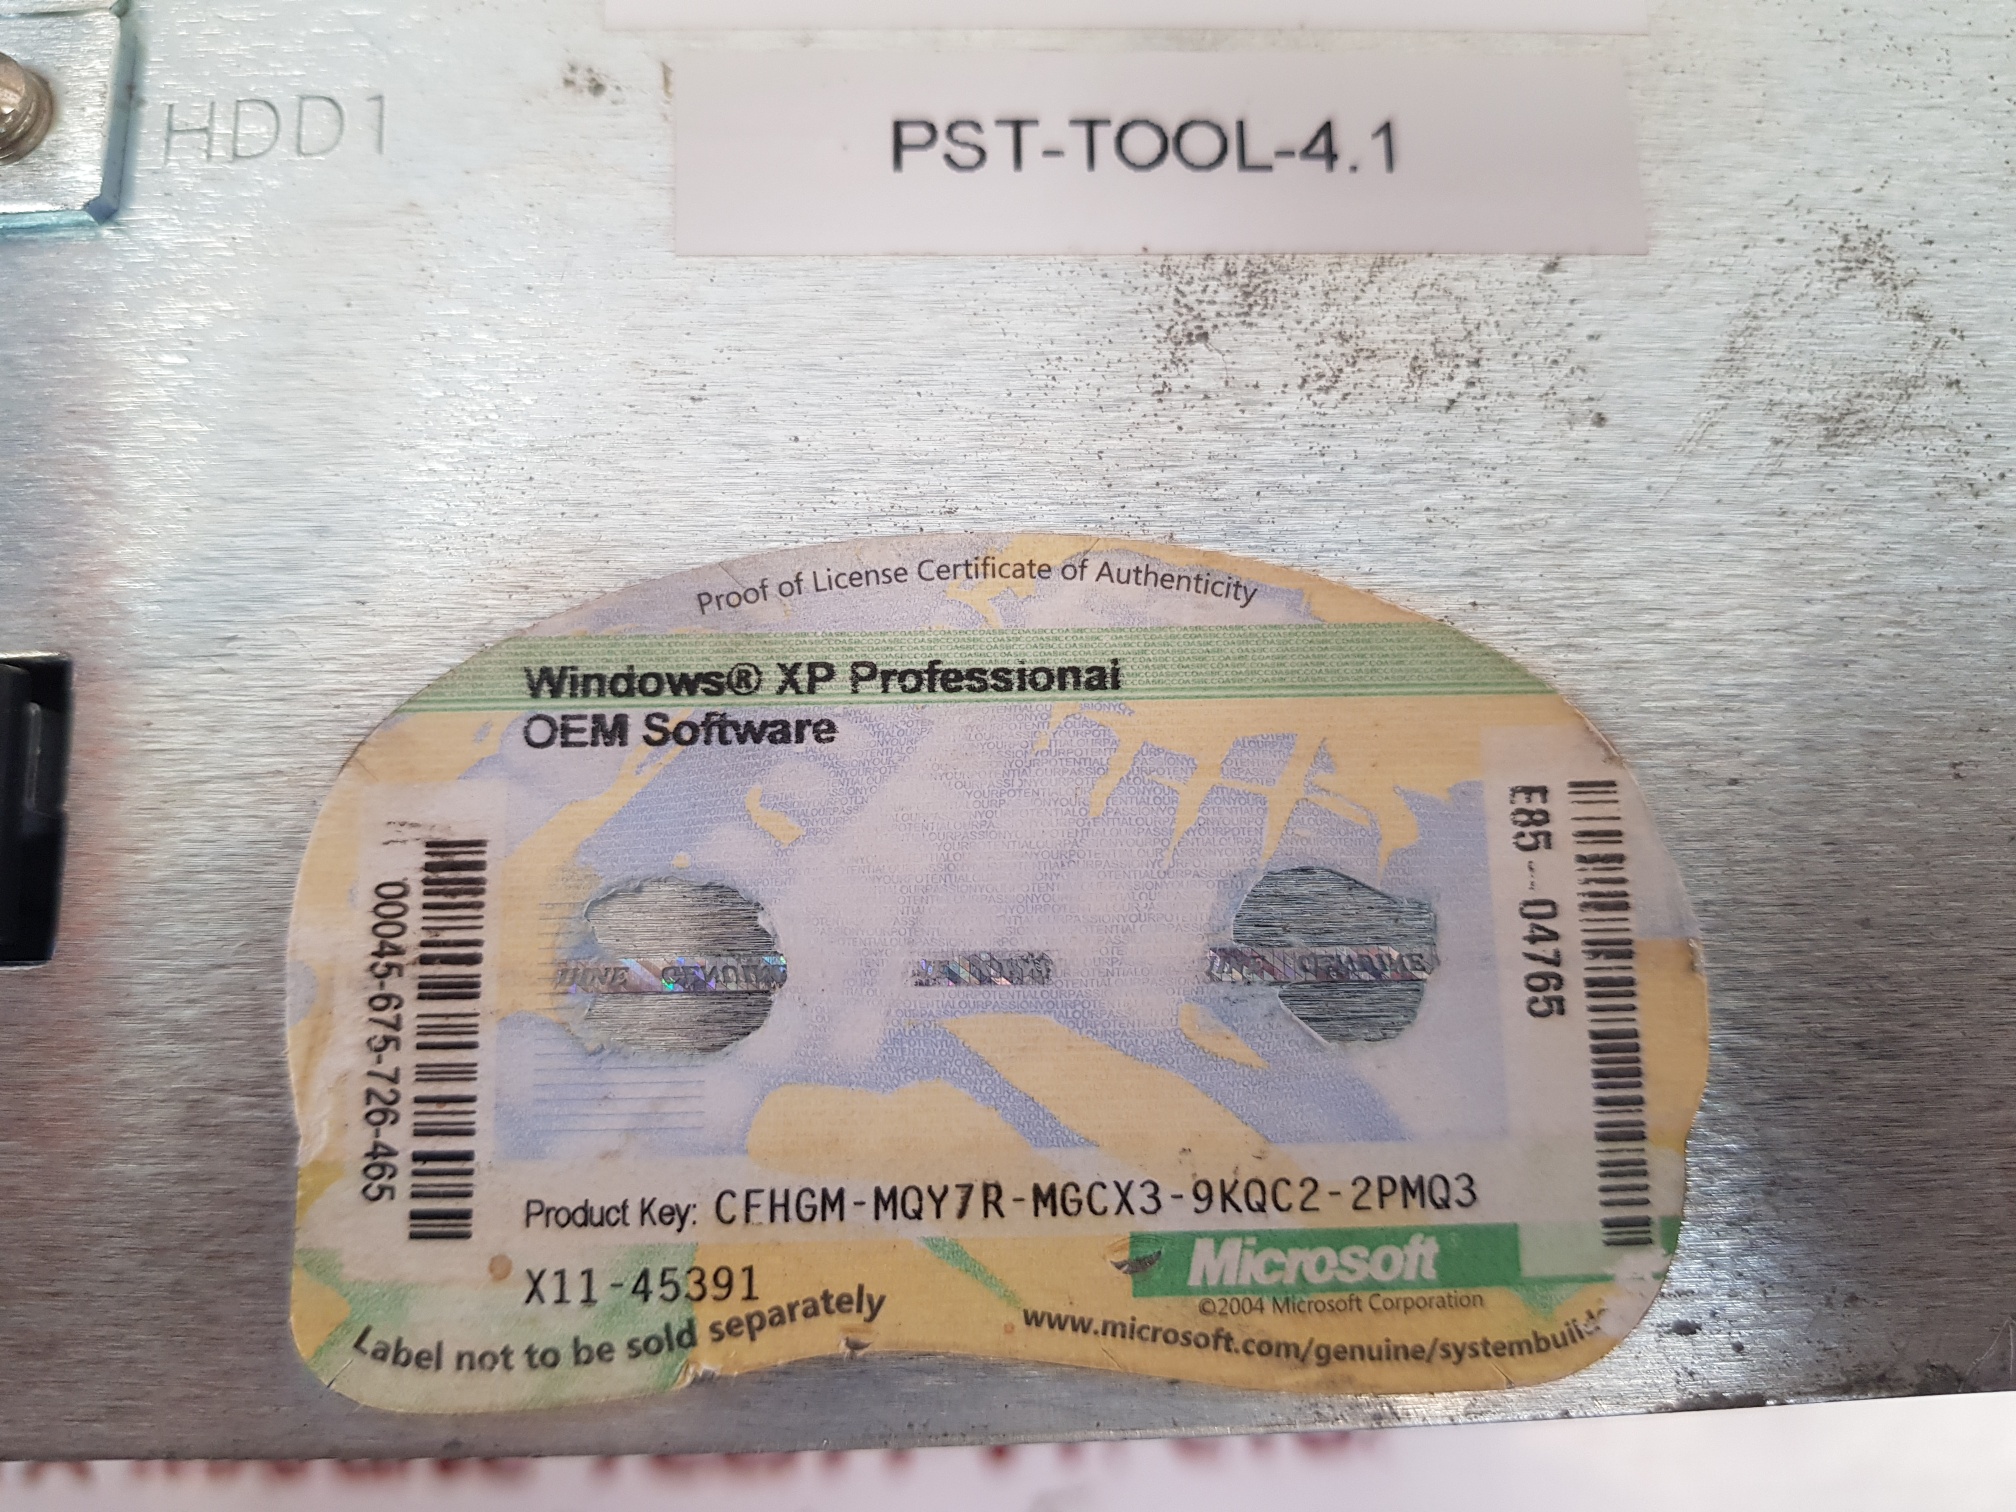 HDD1
PST-TOOL-4.1
Proof of License Certificate of Authenticity
Windows® XP Professional
OEM Software
00045-675-726-465
E85-04765
GENUINE
Product Key: CFHGM-MQY7R-MGCX3-9KQC2-2PMQ3
X11-45391
Microsoft
©2004 Microsoft Corporation
Label not to be sold separately
www.microsoft.com/genuine/systembuild